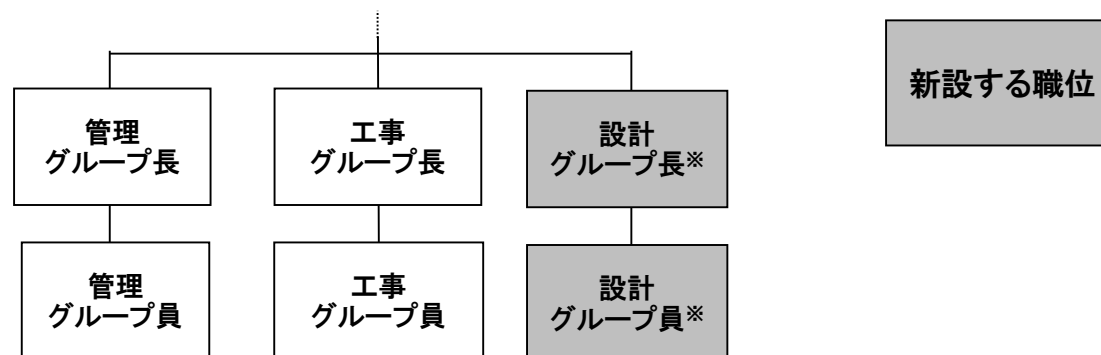 管理
グループ長
工事
グループ長
設計
グループ長※
新設する職位
管理
グループ員
工事
グループ員
設計
グループ員※